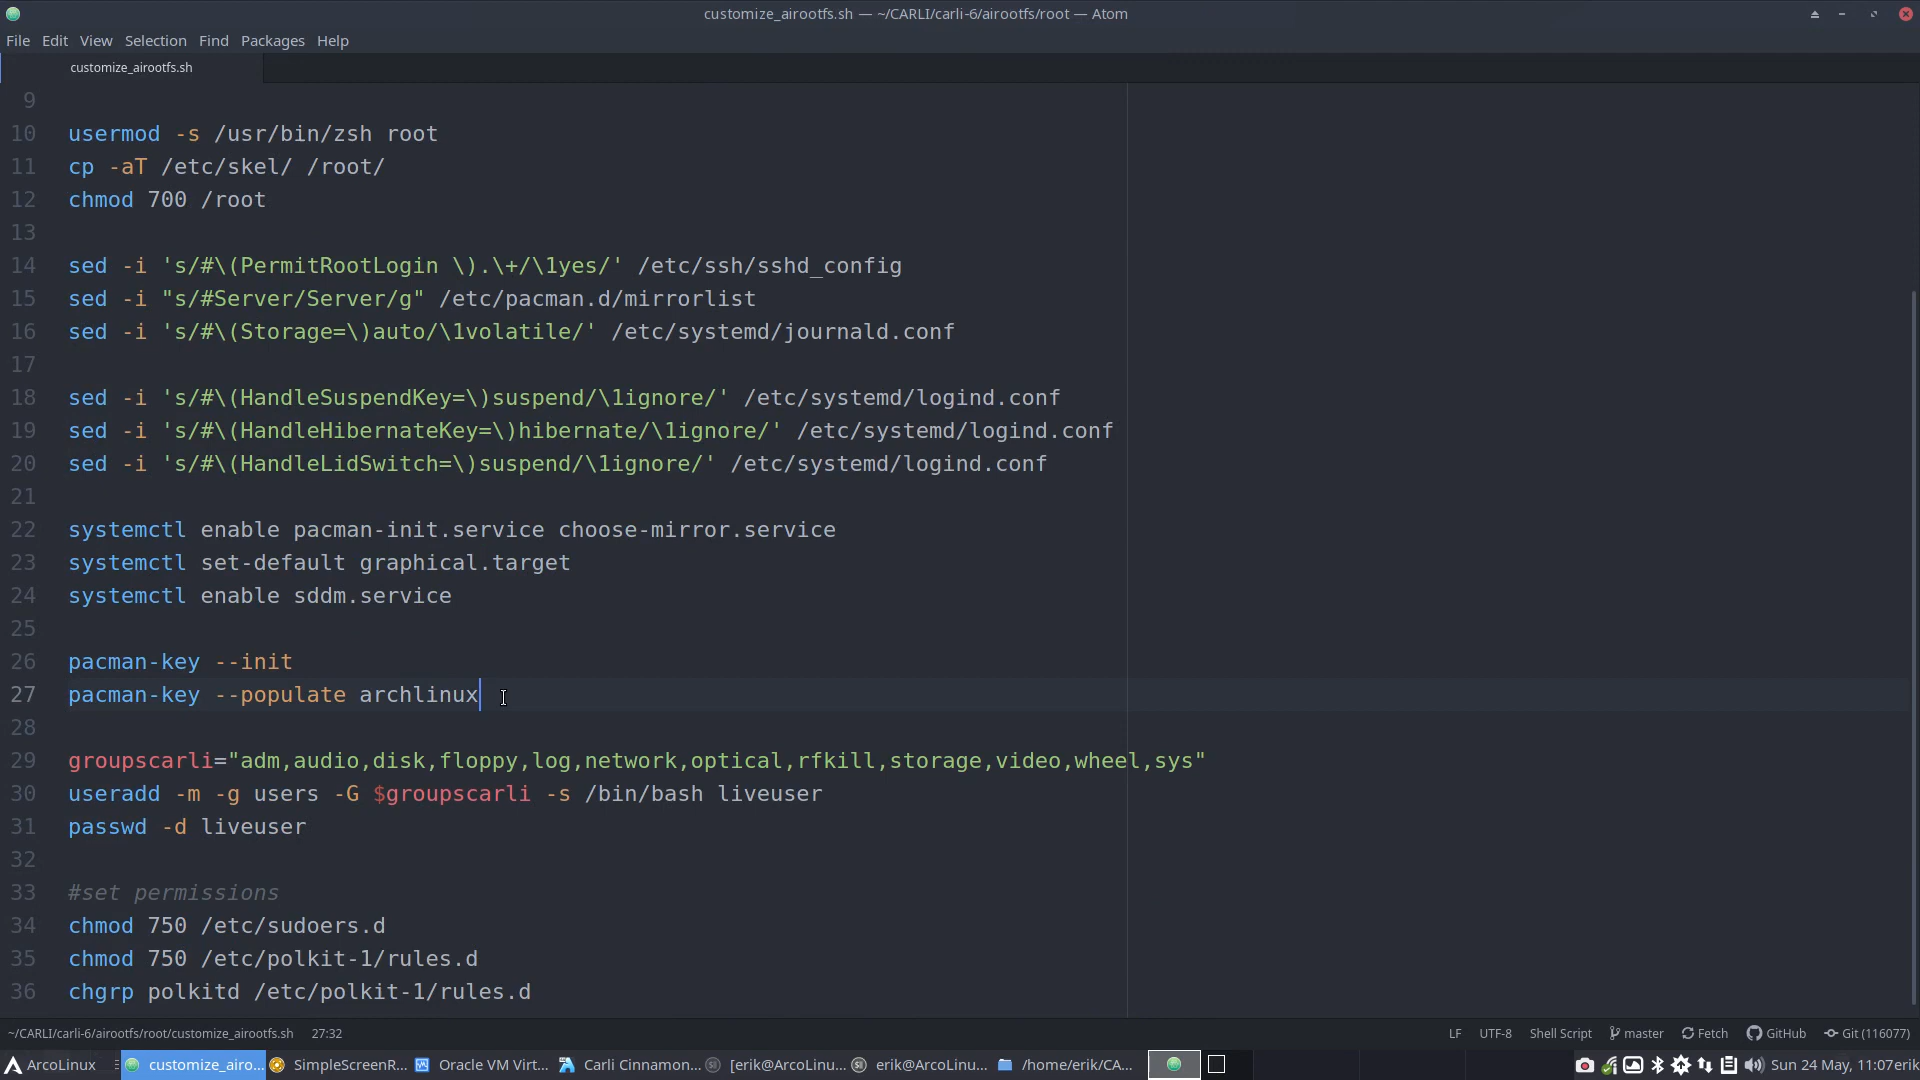 customize_airootfs.sh — ~/CARLI/carli-6/airootfs/root — Atom
File Edit View Selection Find Packages Help
customize_airootfs.sh
9
10 usermod -s /usr/bin/zsh root
11 cp -aT /etc/skel/ /root/
12 chmod 700 /root
13
14 sed -i 's/#\(PermitRootLogin \).\+/\1yes/' /etc/ssh/sshd_config
15 sed -i "s/#Server/Server/g" /etc/pacman.d/mirrorlist
16 sed -i 's/#\(Storage=\)auto/\1volatile/' /etc/systemd/journald.conf
17
18 sed -i 's/#\(HandleSuspendKey=\)suspend/\1ignore/' /etc/systemd/logind.conf
19 sed -i 's/#\(HandleHibernateKey=\)hibernate/\1ignore/' /etc/systemd/logind.conf
20 sed -i 's/#\(HandleLidSwitch=\)suspend/\1ignore/' /etc/systemd/logind.conf
21
22 systemctl enable pacman-init.service choose-mirror.service
23 systemctl set-default graphical.target
24 systemctl enable sddm.service
25
26 pacman-key --init
27 pacman-key --populate archlinux
28
29 groupscarli="adm,audio,disk,floppy,log,network,optical,rfkill,storage,video,wheel,sys"
30 useradd -m -g users -G $groupscarli -s /bin/bash liveuser
31 passwd -d liveuser
32
33 #set permissions
34 chmod 750 /etc/sudoers.d
35 chmod 750 /etc/polkit-1/rules.d
36 chgrp polkitd /etc/polkit-1/rules.d
~/CARLI/carli-6/airootfs/root/customize_airootfs.sh 27:32 LF UTF-8 Shell Script master Fetch GitHub Git (116077)
ArcoLinux customize_airo... SimpleScreenR... Oracle VM Virt... Carli Cinnamon... [erik@ArcoLinu... erik@ArcoLinu... /home/erik/CA... Sun 24 May, 11:07 erik